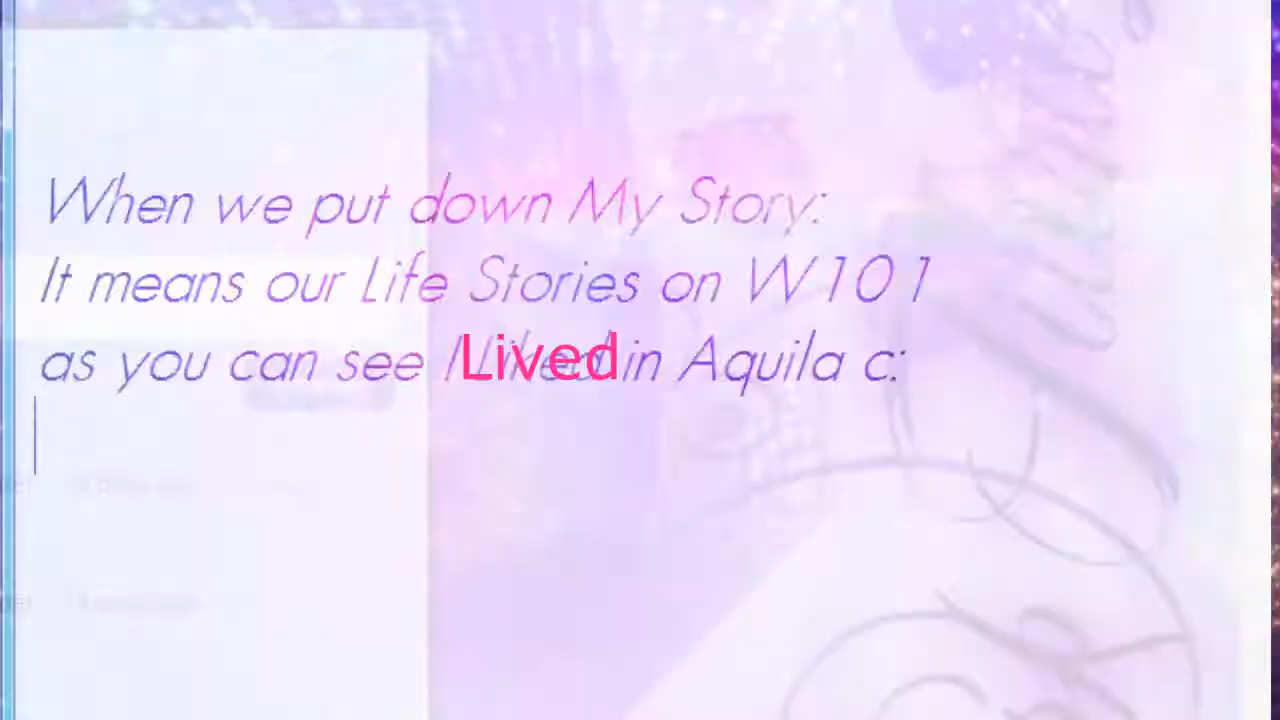 When we put down My Story:
It means our Life Stories on W101
as you can see I Liked in Aquila c:
Lived